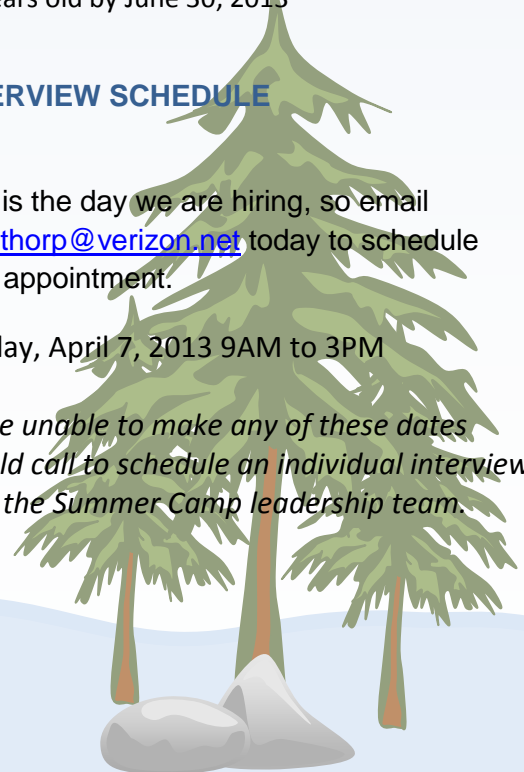 ears old by June 30, 2013
ERVIEW SCHEDULE
is the day we are hiring, so email
thorp@verizon.net today to schedule
appointment.
lay, April 7, 2013 9AM to 3PM
e unable to make any of these dates
ld call to schedule an individual interview
the Summer Camp leadership team.